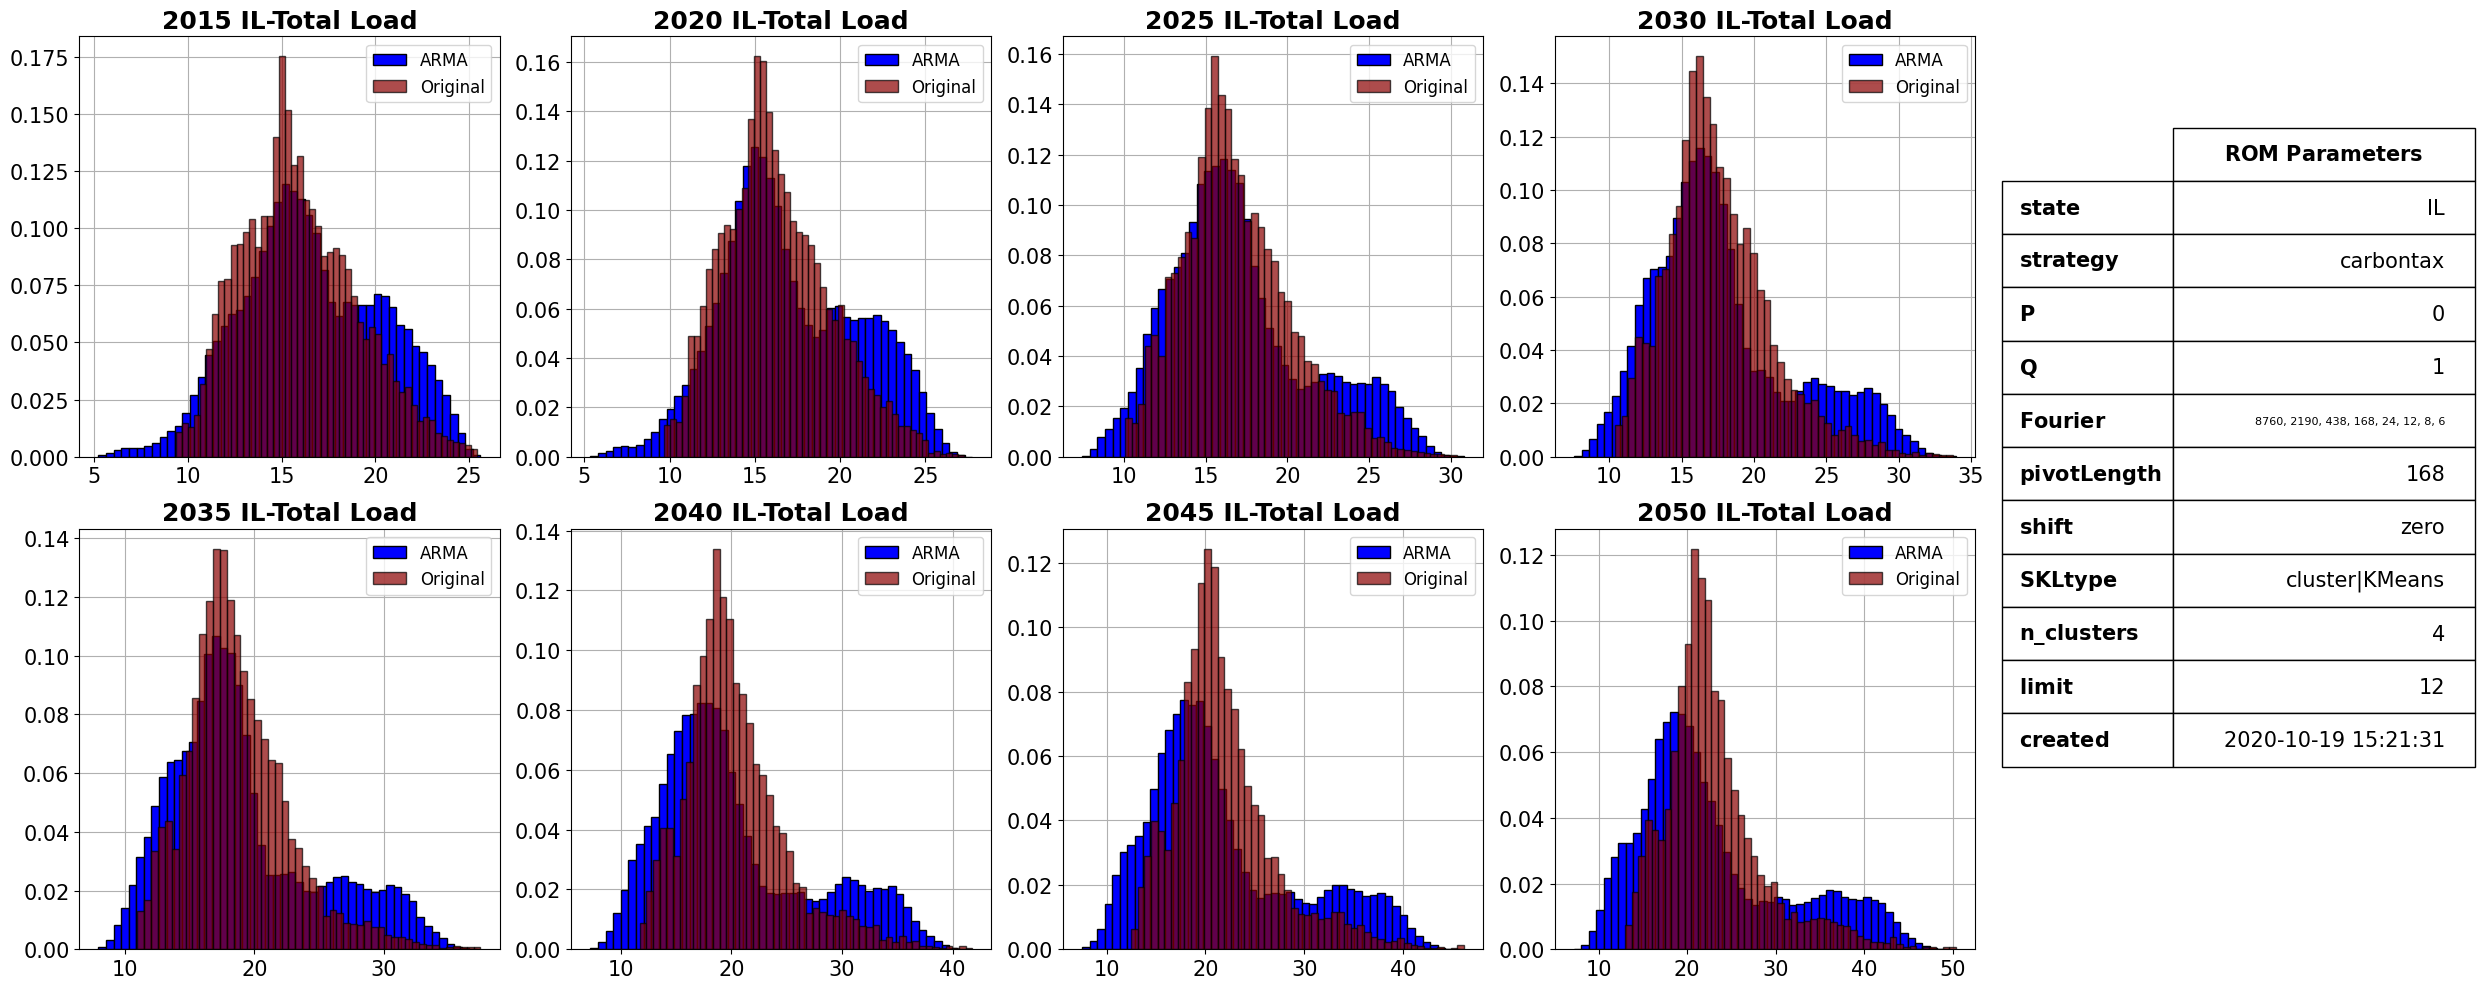 2015 IL-Total Load
ARMA
Original
0.175
0.150
0.125
0.100
0.075
0.050
0.025
0.000
5 10 15 20 25
2020 IL-Total Load
ARMA
Original
0.16
0.14
0.12
0.10
0.08
0.06
0.04
0.02
0.00
5 10 15 20 25
2025 IL-Total Load
ARMA
Original
0.16
0.14
0.12
0.10
0.08
0.06
0.04
0.02
0.00
10 15 20 25 30
2030 IL-Total Load
ARMA
Original
0.14
0.12
0.10
0.08
0.06
0.04
0.02
0.00
10 15 20 25 30 35
2035 IL-Total Load
ARMA
Original
0.14
0.12
0.10
0.08
0.06
0.04
0.02
0.00
10 20 30
2040 IL-Total Load
ARMA
Original
0.14
0.12
0.10
0.08
0.06
0.04
0.02
0.00
10 20 30 40
2045 IL-Total Load
ARMA
Original
0.12
0.10
0.08
0.06
0.04
0.02
0.00
10 20 30 40
2050 IL-Total Load
ARMA
Original
0.12
0.10
0.08
0.06
0.04
0.02
0.00
10 20 30 40 50
ROM Parameters
state IL
strategy carbontax
P 0
Q 1
Fourier 8760, 2190, 438, 168, 24, 12, 8, 6
pivotLength 168
shift zero
SKLtype cluster|KMeans
n_clusters 4
limit 12
created 2020-10-19 15:21:31